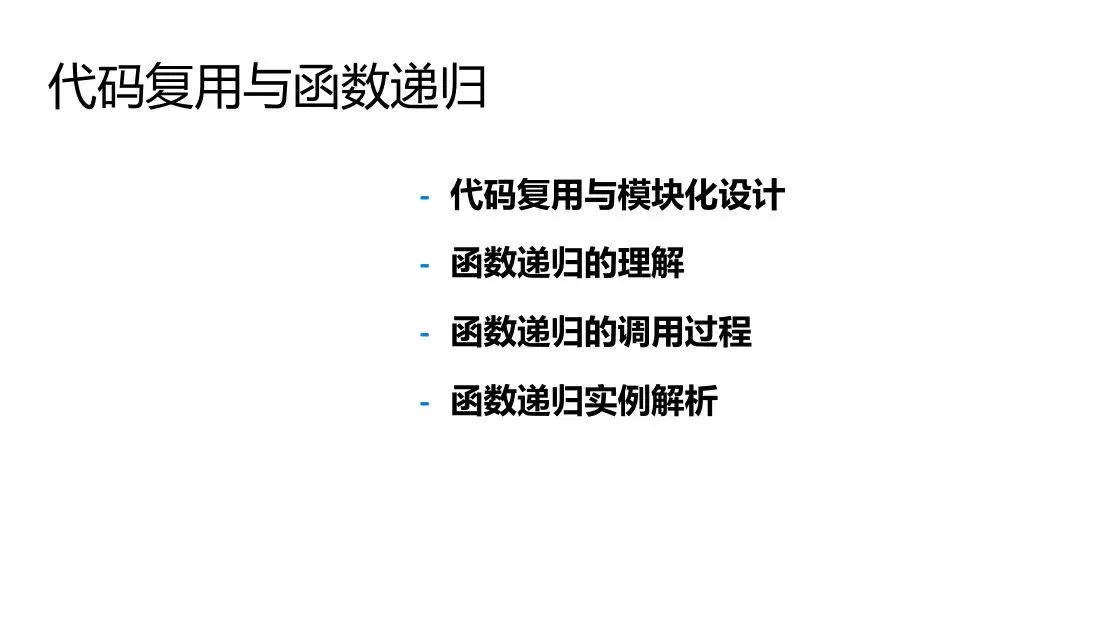 代码复用与函数递归
- 代码复用与模块化设计
- 函数递归的理解
- 函数递归的调用过程
- 函数递归实例解析